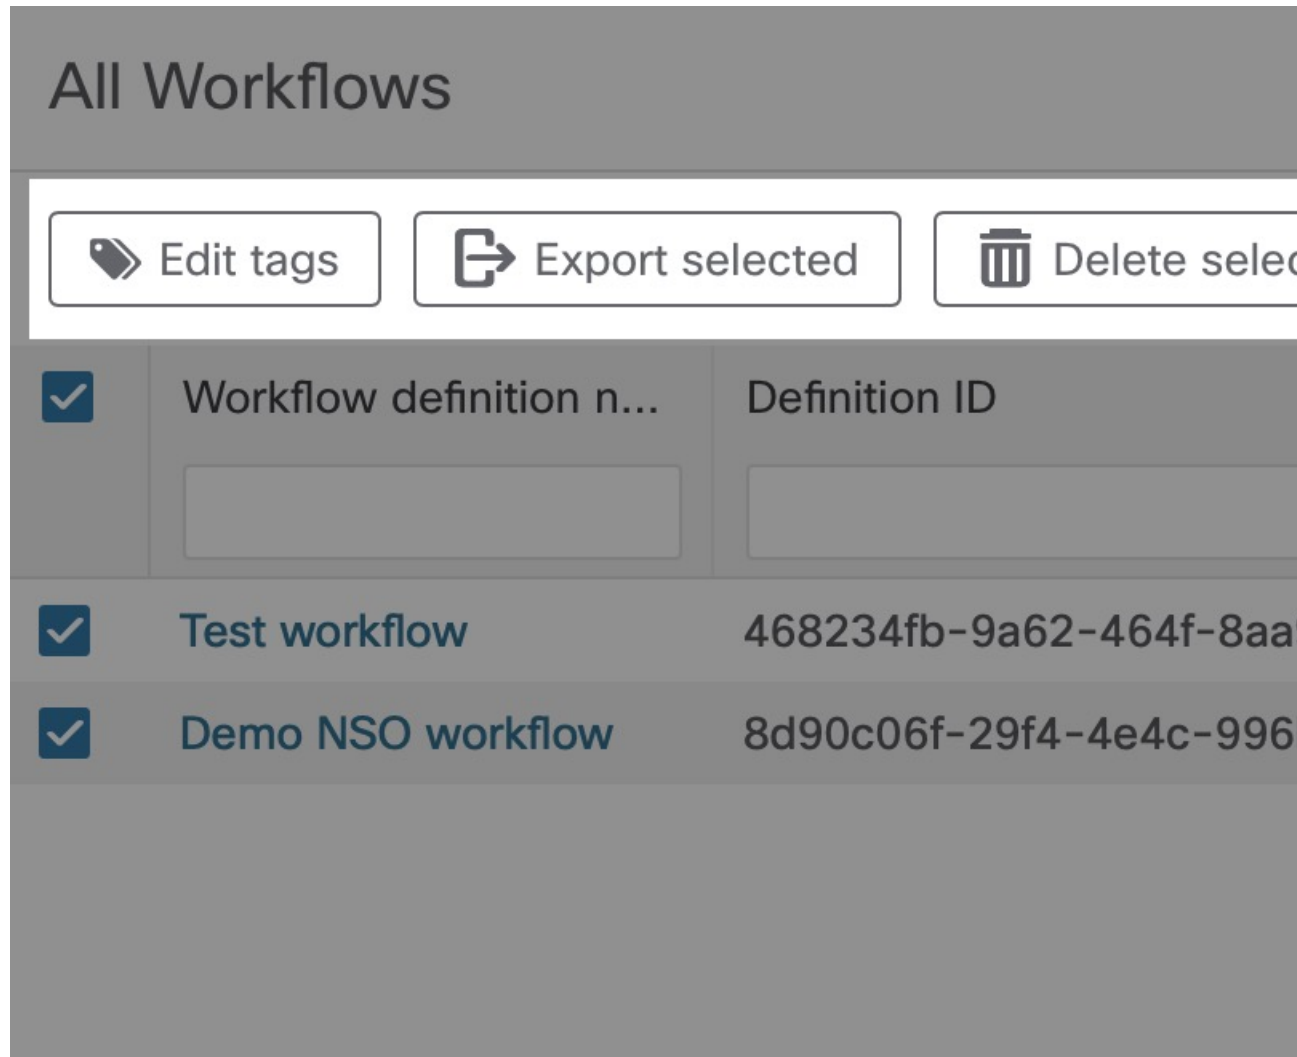 All Workflows
Edit tags Export selected Delete selec
Workflow definition n... Definition ID
Test workflow 468234fb-9a62-464f-8aa
Demo NSO workflow 8d90c06f-29f4-4e4c-996